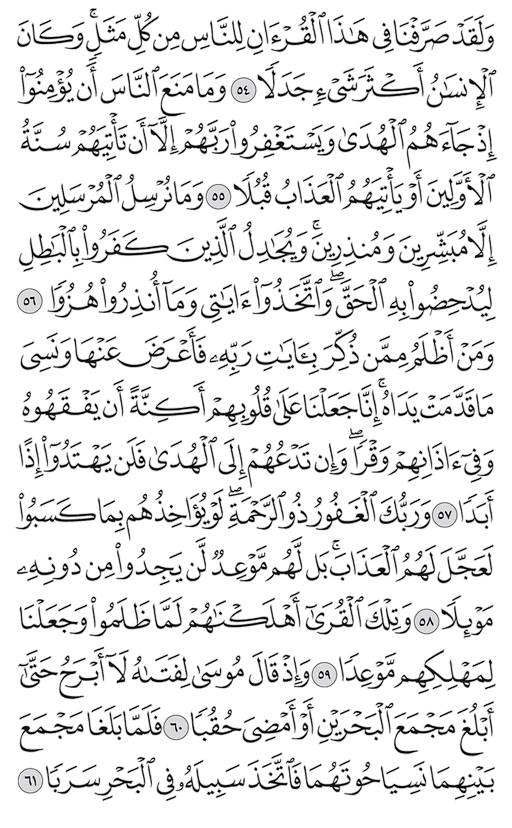 وَلَقَدۡ صَرَّفۡنَا فِي هَٰذَا ٱلۡقُرۡءَانِ لِلنَّاسِ مِن كُلِّ مَثَلٖۚ وَكَانَ
ٱلۡإِنسَٰنُ أَكۡثَرَ شَيۡءٖ جَدَلٗا ٥٤ وَمَا مَنَعَ ٱلنَّاسَ أَن يُؤۡمِنُوٓاْ
إِذۡ جَآءَهُمُ ٱلۡهُدَىٰ وَيَسۡتَغۡفِرُواْ رَبَّهُمۡ إِلَّآ أَن تَأۡتِيَهُمۡ سُنَّةُ
ٱلۡأَوَّلِينَ أَوۡ يَأۡتِيَهُمُ ٱلۡعَذَابُ قُبُلٗا ٥٥ وَمَا نُرۡسِلُ ٱلۡمُرۡسَلِينَ
إِلَّا مُبَشِّرِينَ وَمُنذِرِينَۚ وَيُجَٰدِلُ ٱلَّذِينَ كَفَرُواْ بِٱلۡبَٰطِلِ
لِيُدۡحِضُواْ بِهِ ٱلۡحَقَّۖ وَٱتَّخَذُوٓاْ ءَايَٰتِي وَمَآ أُنذِرُواْ هُزُوٗا ٥٦
وَمَنۡ أَظۡلَمُ مِمَّن ذُكِّرَ بِـَٔايَٰتِ رَبِّهِۦ فَأَعۡرَضَ عَنۡهَا وَنَسِيَ
مَا قَدَّمَتۡ يَدَاهُۚ إِنَّا جَعَلۡنَا عَلَىٰ قُلُوبِهِمۡ أَكِنَّةً أَن يَفۡقَهُوهُ
وَفِيٓ ءَاذَانِهِمۡ وَقۡرٗاۖ وَإِن تَدۡعُهُمۡ إِلَى ٱلۡهُدَىٰ فَلَن يَهۡتَدُوٓاْ إِذًا
أَبَدٗا ٥٧ وَرَبُّكَ ٱلۡغَفُورُ ذُو ٱلرَّحۡمَةِۖ لَوۡ يُؤَاخِذُهُم بِمَا كَسَبُواْ
لَعَجَّلَ لَهُمُ ٱلۡعَذَابَۚ بَل لَّهُم مَّوۡعِدٞ لَّن يَجِدُواْ مِن دُونِهِۦ
مَوۡئِلٗا ٥٨ وَتِلۡكَ ٱلۡقُرَىٰٓ أَهۡلَكۡنَٰهُمۡ لَمَّا ظَلَمُواْ وَجَعَلۡنَا
لِمَهۡلِكِهِم مَّوۡعِدٗا ٥٩ وَإِذۡ قَالَ مُوسَىٰ لِفَتَىٰهُ لَآ أَبۡرَحُ حَتَّىٰٓ
أَبۡلُغَ مَجۡمَعَ ٱلۡبَحۡرَيۡنِ أَوۡ أَمۡضِيَ حُقُبٗا ٦٠ فَلَمَّا بَلَغَا مَجۡمَعَ
بَيۡنِهِمَا نَسِيَا حُوتَهُمَا فَٱتَّخَذَ سَبِيلَهُۥ فِي ٱلۡبَحۡرِ سَرَبٗا ٦١